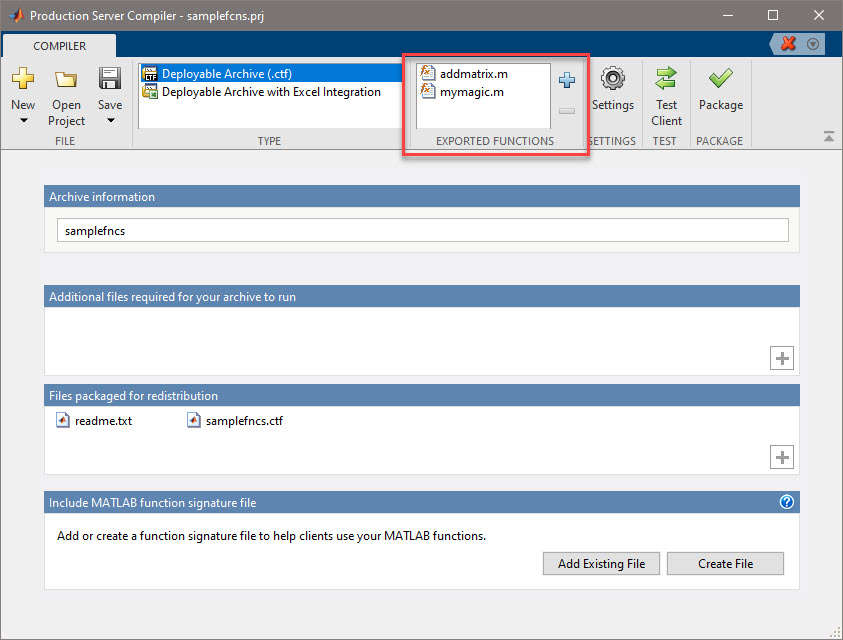 Production Server Compiler - samplefcns.prj
COMPILER
New
Open
Project
Save
FILE
Deployable Archive (.ctf)
Deployable Archive with Excel Integration
TYPE
addmatrix.m
mymagic.m
EXPORTED FUNCTIONS
Settings
SETTINGS
Test
Client
TEST
Package
PACKAGE
Archive information
samplefncs
Additional files required for your archive to run
Files packaged for redistribution
readme.txt
samplefncs.ctf
Include MATLAB function signature file
Add or create a function signature file to help clients use your MATLAB functions.
Add Existing File
Create File